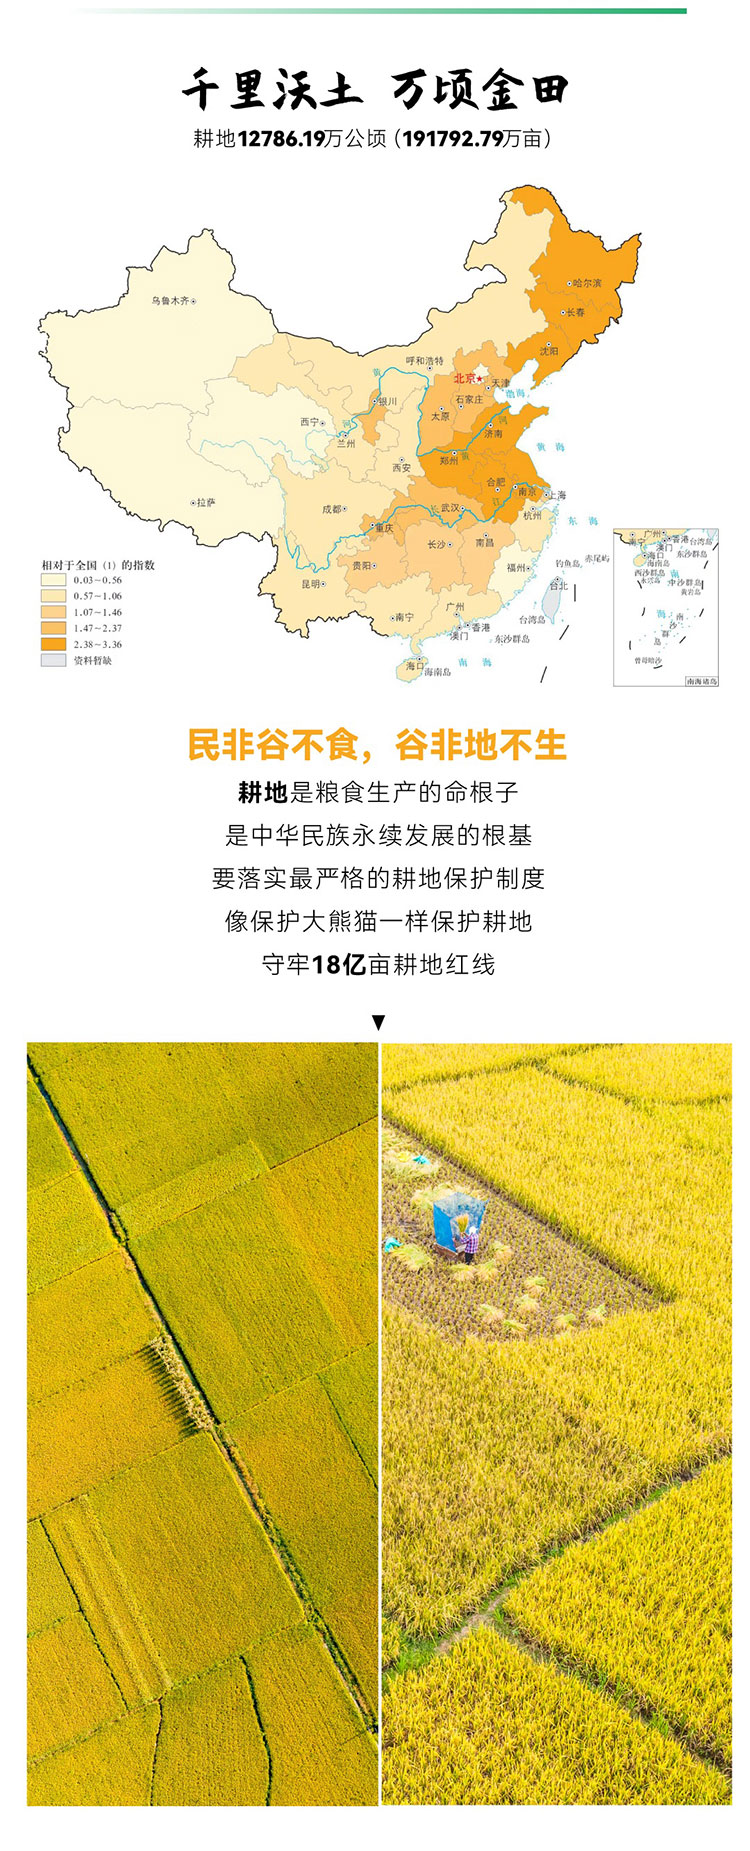 千里沃土 万顷金田
耕地12786.19万公顷（191792.79万亩）
哈尔滨
乌鲁木齐
长春
沈阳
呼和浩特
黄
北京
天津
渤海
银川
石家庄
太原
西宁
河
河
济南
兰州
黄海
郑州
黄
西安
合肥
南京
上海
拉萨
成都
长
武汉
江
杭州
东海
重庆
南昌
长沙
赤尾屿
钓鱼岛
贵阳
福州
台北
昆明
广州
台湾岛
南宁
香港
澳门
东沙群岛
海口
海南岛
南海
相对于全国（1）的指数
0.03~0.56
0.57~1.06
1.07~1.46
1.47~2.37
2.38~3.36
资料暂缺
广州
南宁
香港
台湾岛
澳门
海口
东沙群岛
海南岛
西沙群岛
南
永兴岛
中沙群岛
黄岩岛
海
南
沙
群
岛
曾母暗沙
南海诸岛
民非谷不食，谷非地不生
耕地是粮食生产的命根子
是中华民族永续发展的根基
要落实最严格的耕地保护制度
像保护大熊猫一样保护耕地
守牢18亿亩耕地红线